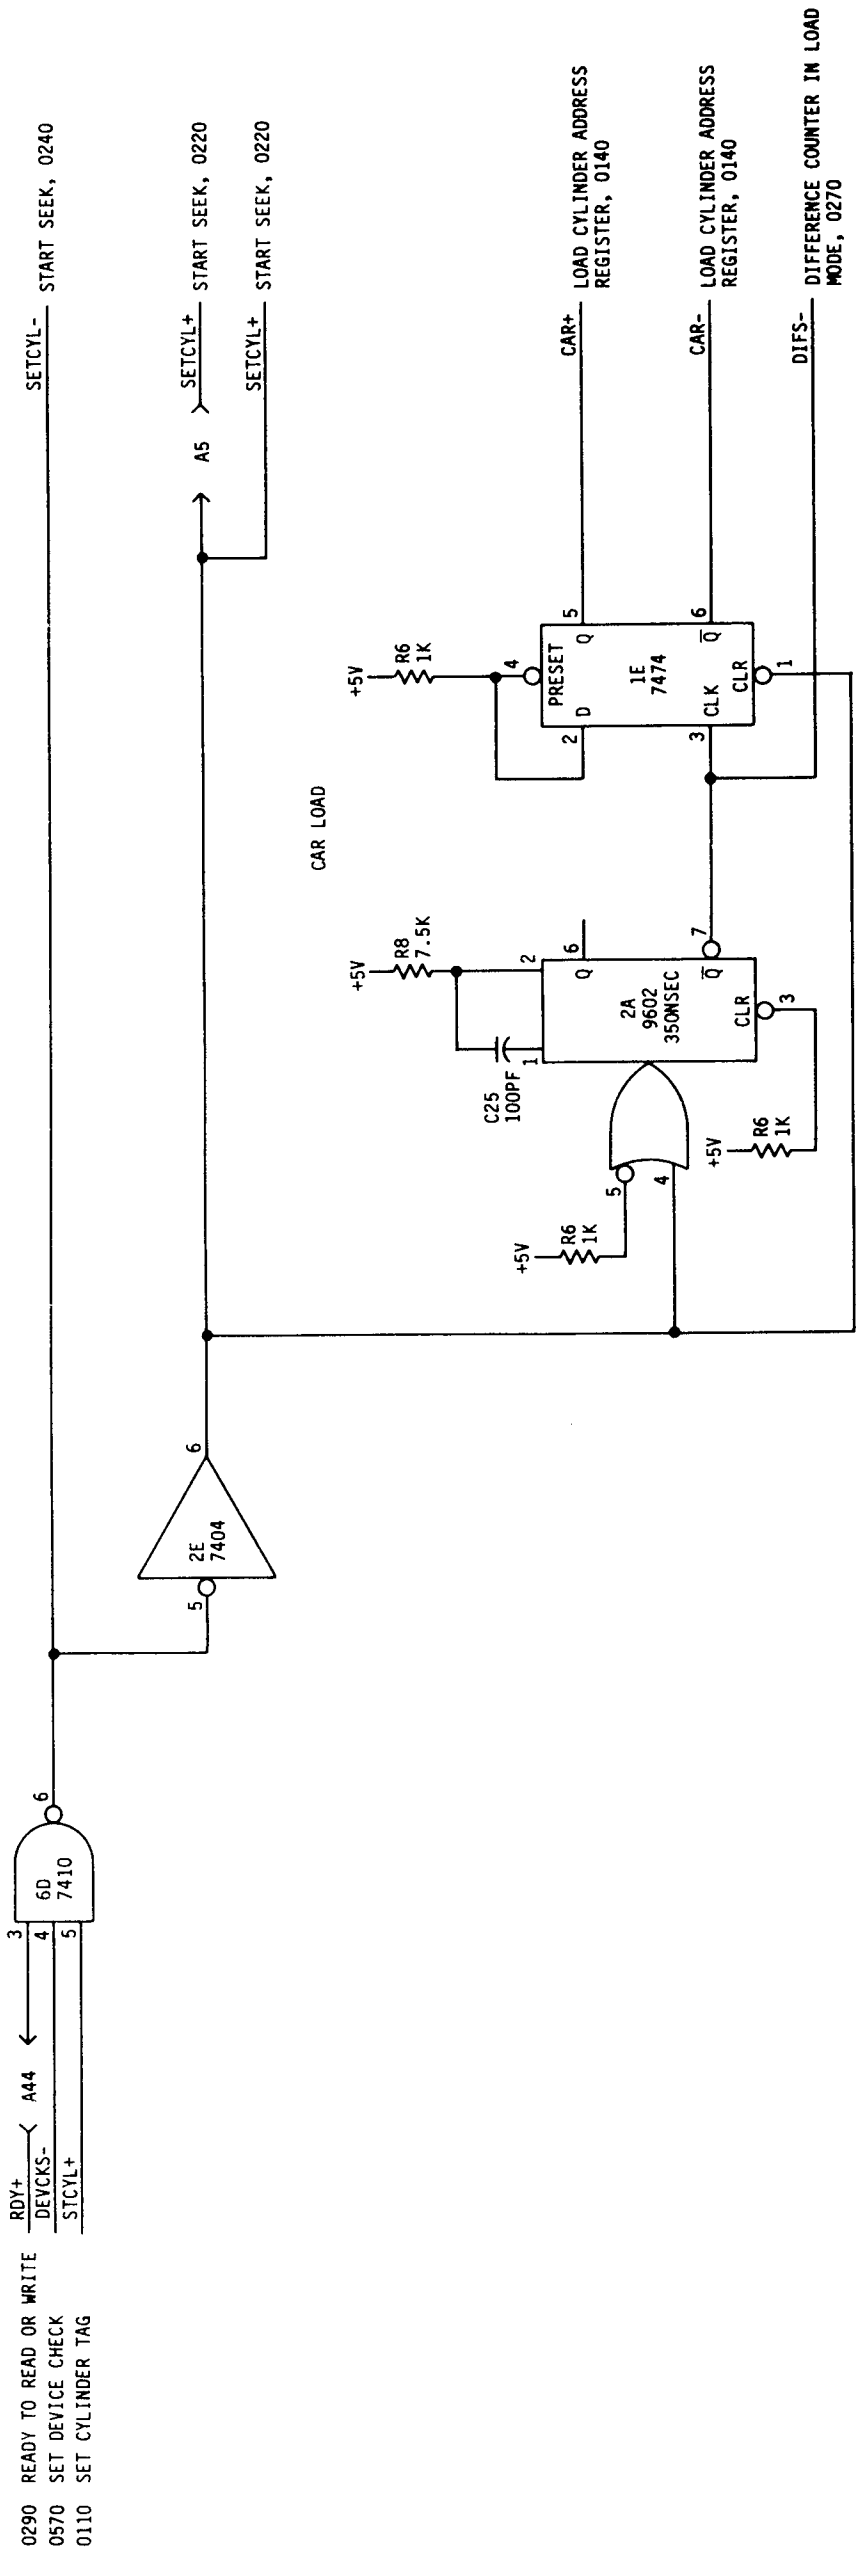 0290 READY TO READ OR WRITE
0570 SET DEVICE CHECK
0110 SET CYLINDER TAG
RDY+
DEVCKS-
STCYL+
A44
3
4
5
6D
7410
6
5
2E
7404
6
SETCYL- START SEEK, 0240
A5
SETCYL+ START SEEK, 0220
SETCYL+ START SEEK, 0220
CAR LOAD
+5V
R6
1K
5
4
+5V
R6
1K
C25
100PF
1
+5V
R8
7.5K
2
2A
9602
350NSEC
Q
6
Q̅
7
CLR
3
+5V
R6
1K
4
PRESET
2
D
3
CLK
1E
7474
Q
5
Q̅
6
CLR
1
CAR+
LOAD CYLINDER ADDRESS
REGISTER, 0140
CAR-
LOAD CYLINDER ADDRESS
REGISTER, 0140
DIFS-
DIFFERENCE COUNTER IN LOAD
MODE, 0270